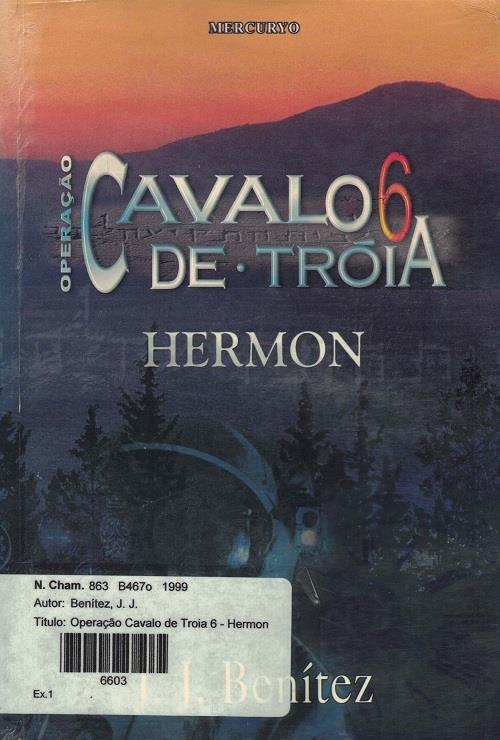 MERCURYO
OPERAÇÃO
CAVALO 6
DE · TRÓIA
HERMON
N. Cham. 863 B467o 1999
Autor: Benítez, J. J.
Título: Operação Cavalo de Troia 6 - Hermon
6603
Ex.1
J. J. Benítez